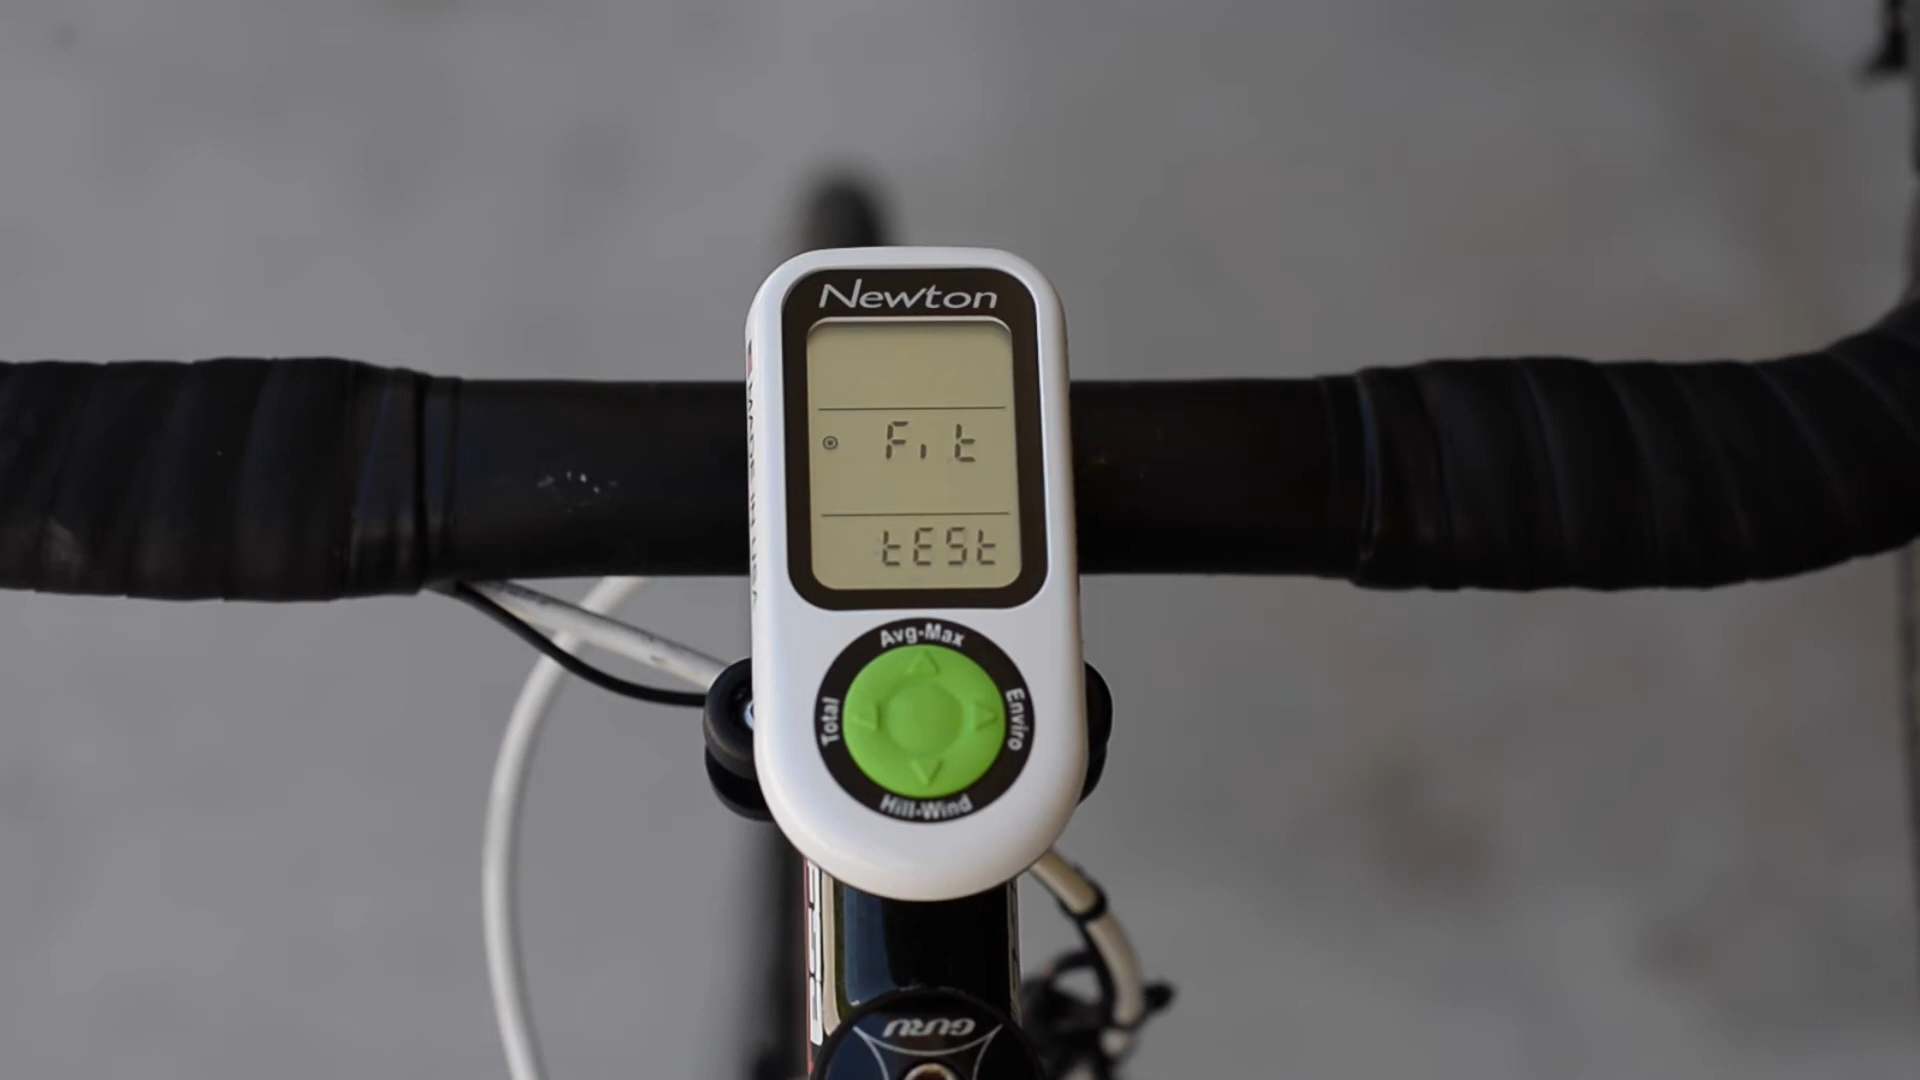 Newton
Fit
tESt
Avg-Max
Total
Enviro
Hill-Wind
GURU